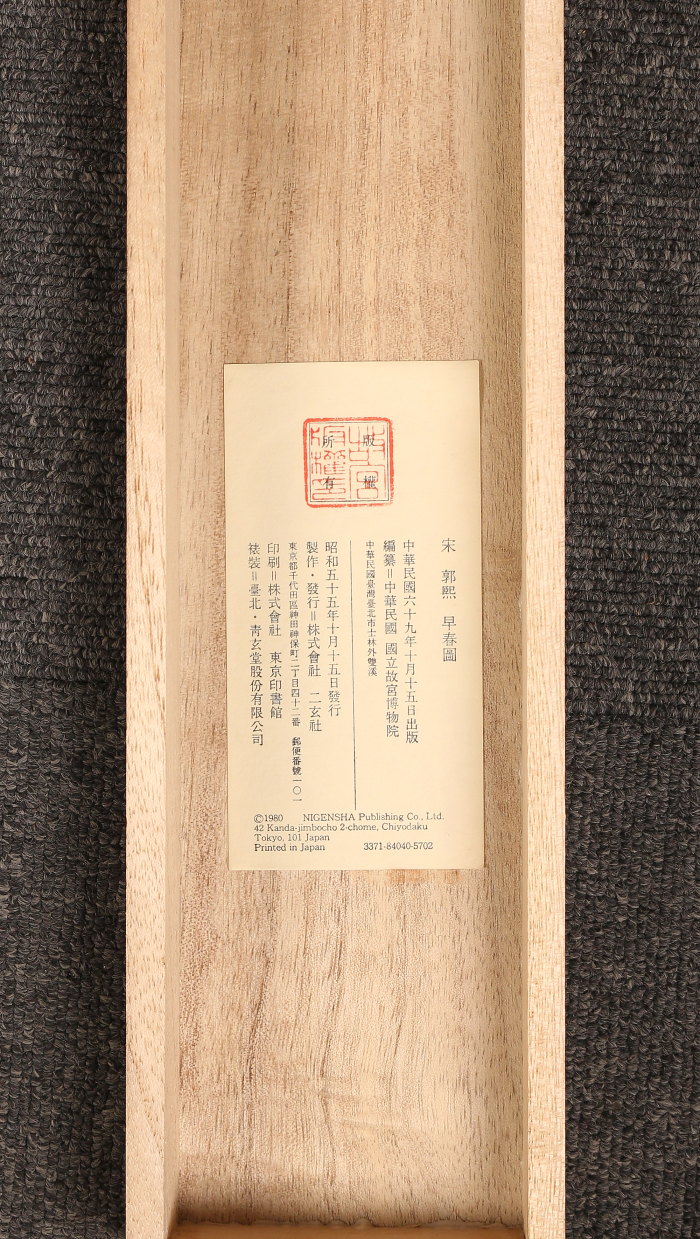 版權
所有
宋　郭熙　早春圖
中華民國六十九年十月十五日出版
編纂＝中華民國　國立故宮博物院
中華民國臺灣臺北市士林外雙溪
昭和五十五年十月十五日發行
製作・發行＝株式會社　二玄社
東京都千代田區神田神保町二丁目四十二番　郵便番號一〇一
印刷＝株式會社　東京印書館
裱裝＝臺北・靑玄堂股份有限公司
©1980 NIGENSHA Publishing Co., Ltd.
42 Kanda-jimbocho 2-chome, Chiyodaku
Tokyo, 101 Japan
Printed in Japan 3371-84040-5702